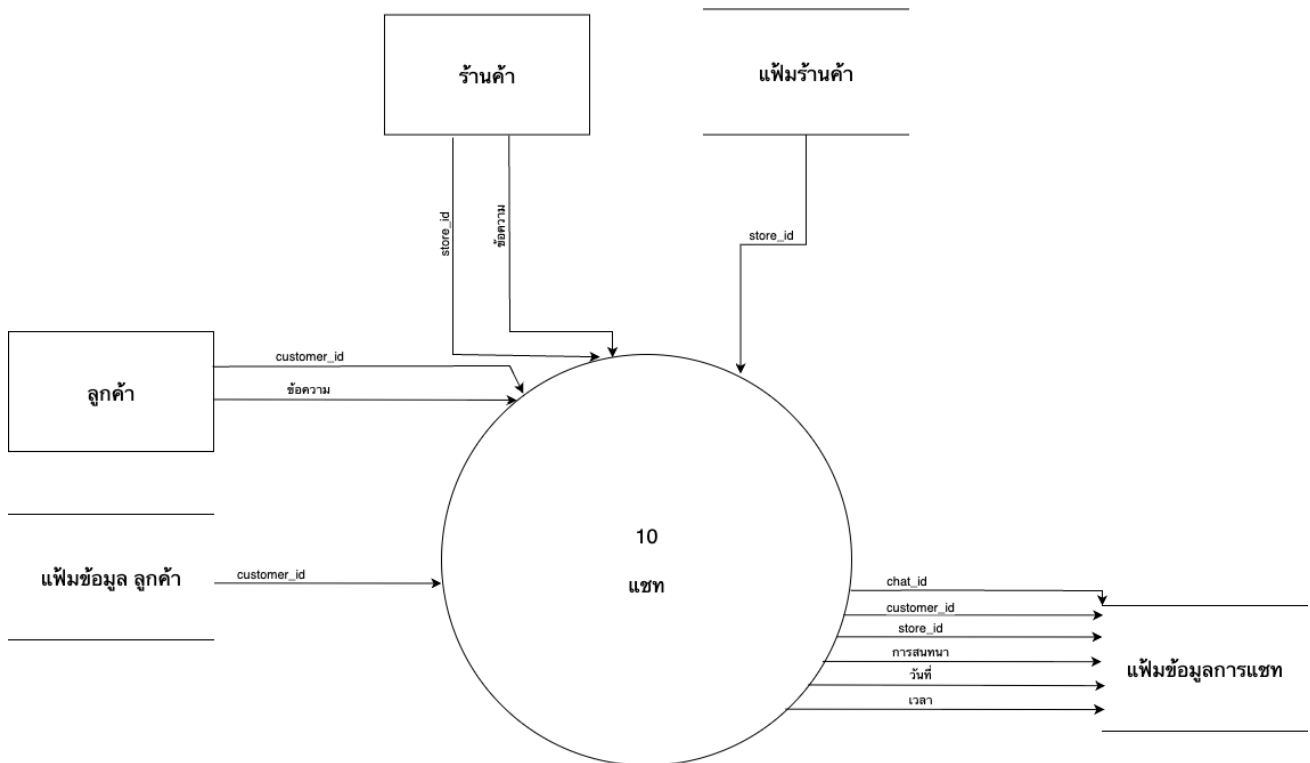 ร้านค้า
แฟ้มร้านค้า
store_id
ข้อความ
store_id
customer_id
ข้อความ
ลูกค้า
10
แชท
แฟ้มข้อมูล ลูกค้า
customer_id
chat_id
customer_id
store_id
การสนทนา
วันที่
เวลา
แฟ้มข้อมูลการแชท